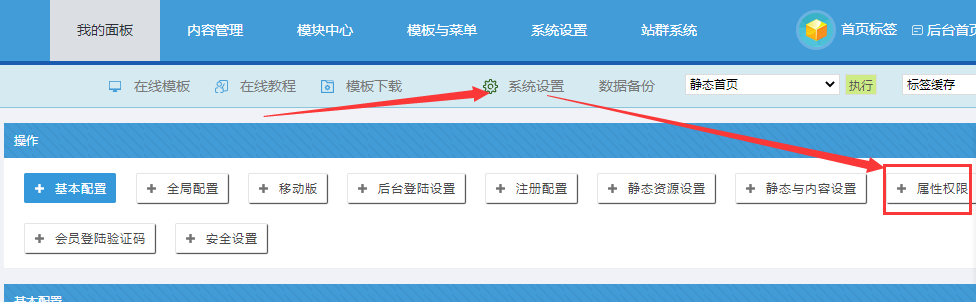 我的面板 内容管理 模块中心 模板与菜单 系统设置 站群系统 首页标签 后台首页
在线模板 在线教程 模板下载 系统设置 数据备份 静态首页 执行 标签缓存
操作
基本配置 全局配置 移动版 后台登陆设置 注册配置 静态资源设置 静态与内容设置 属性权限
会员登陆验证码 安全设置
基本配置